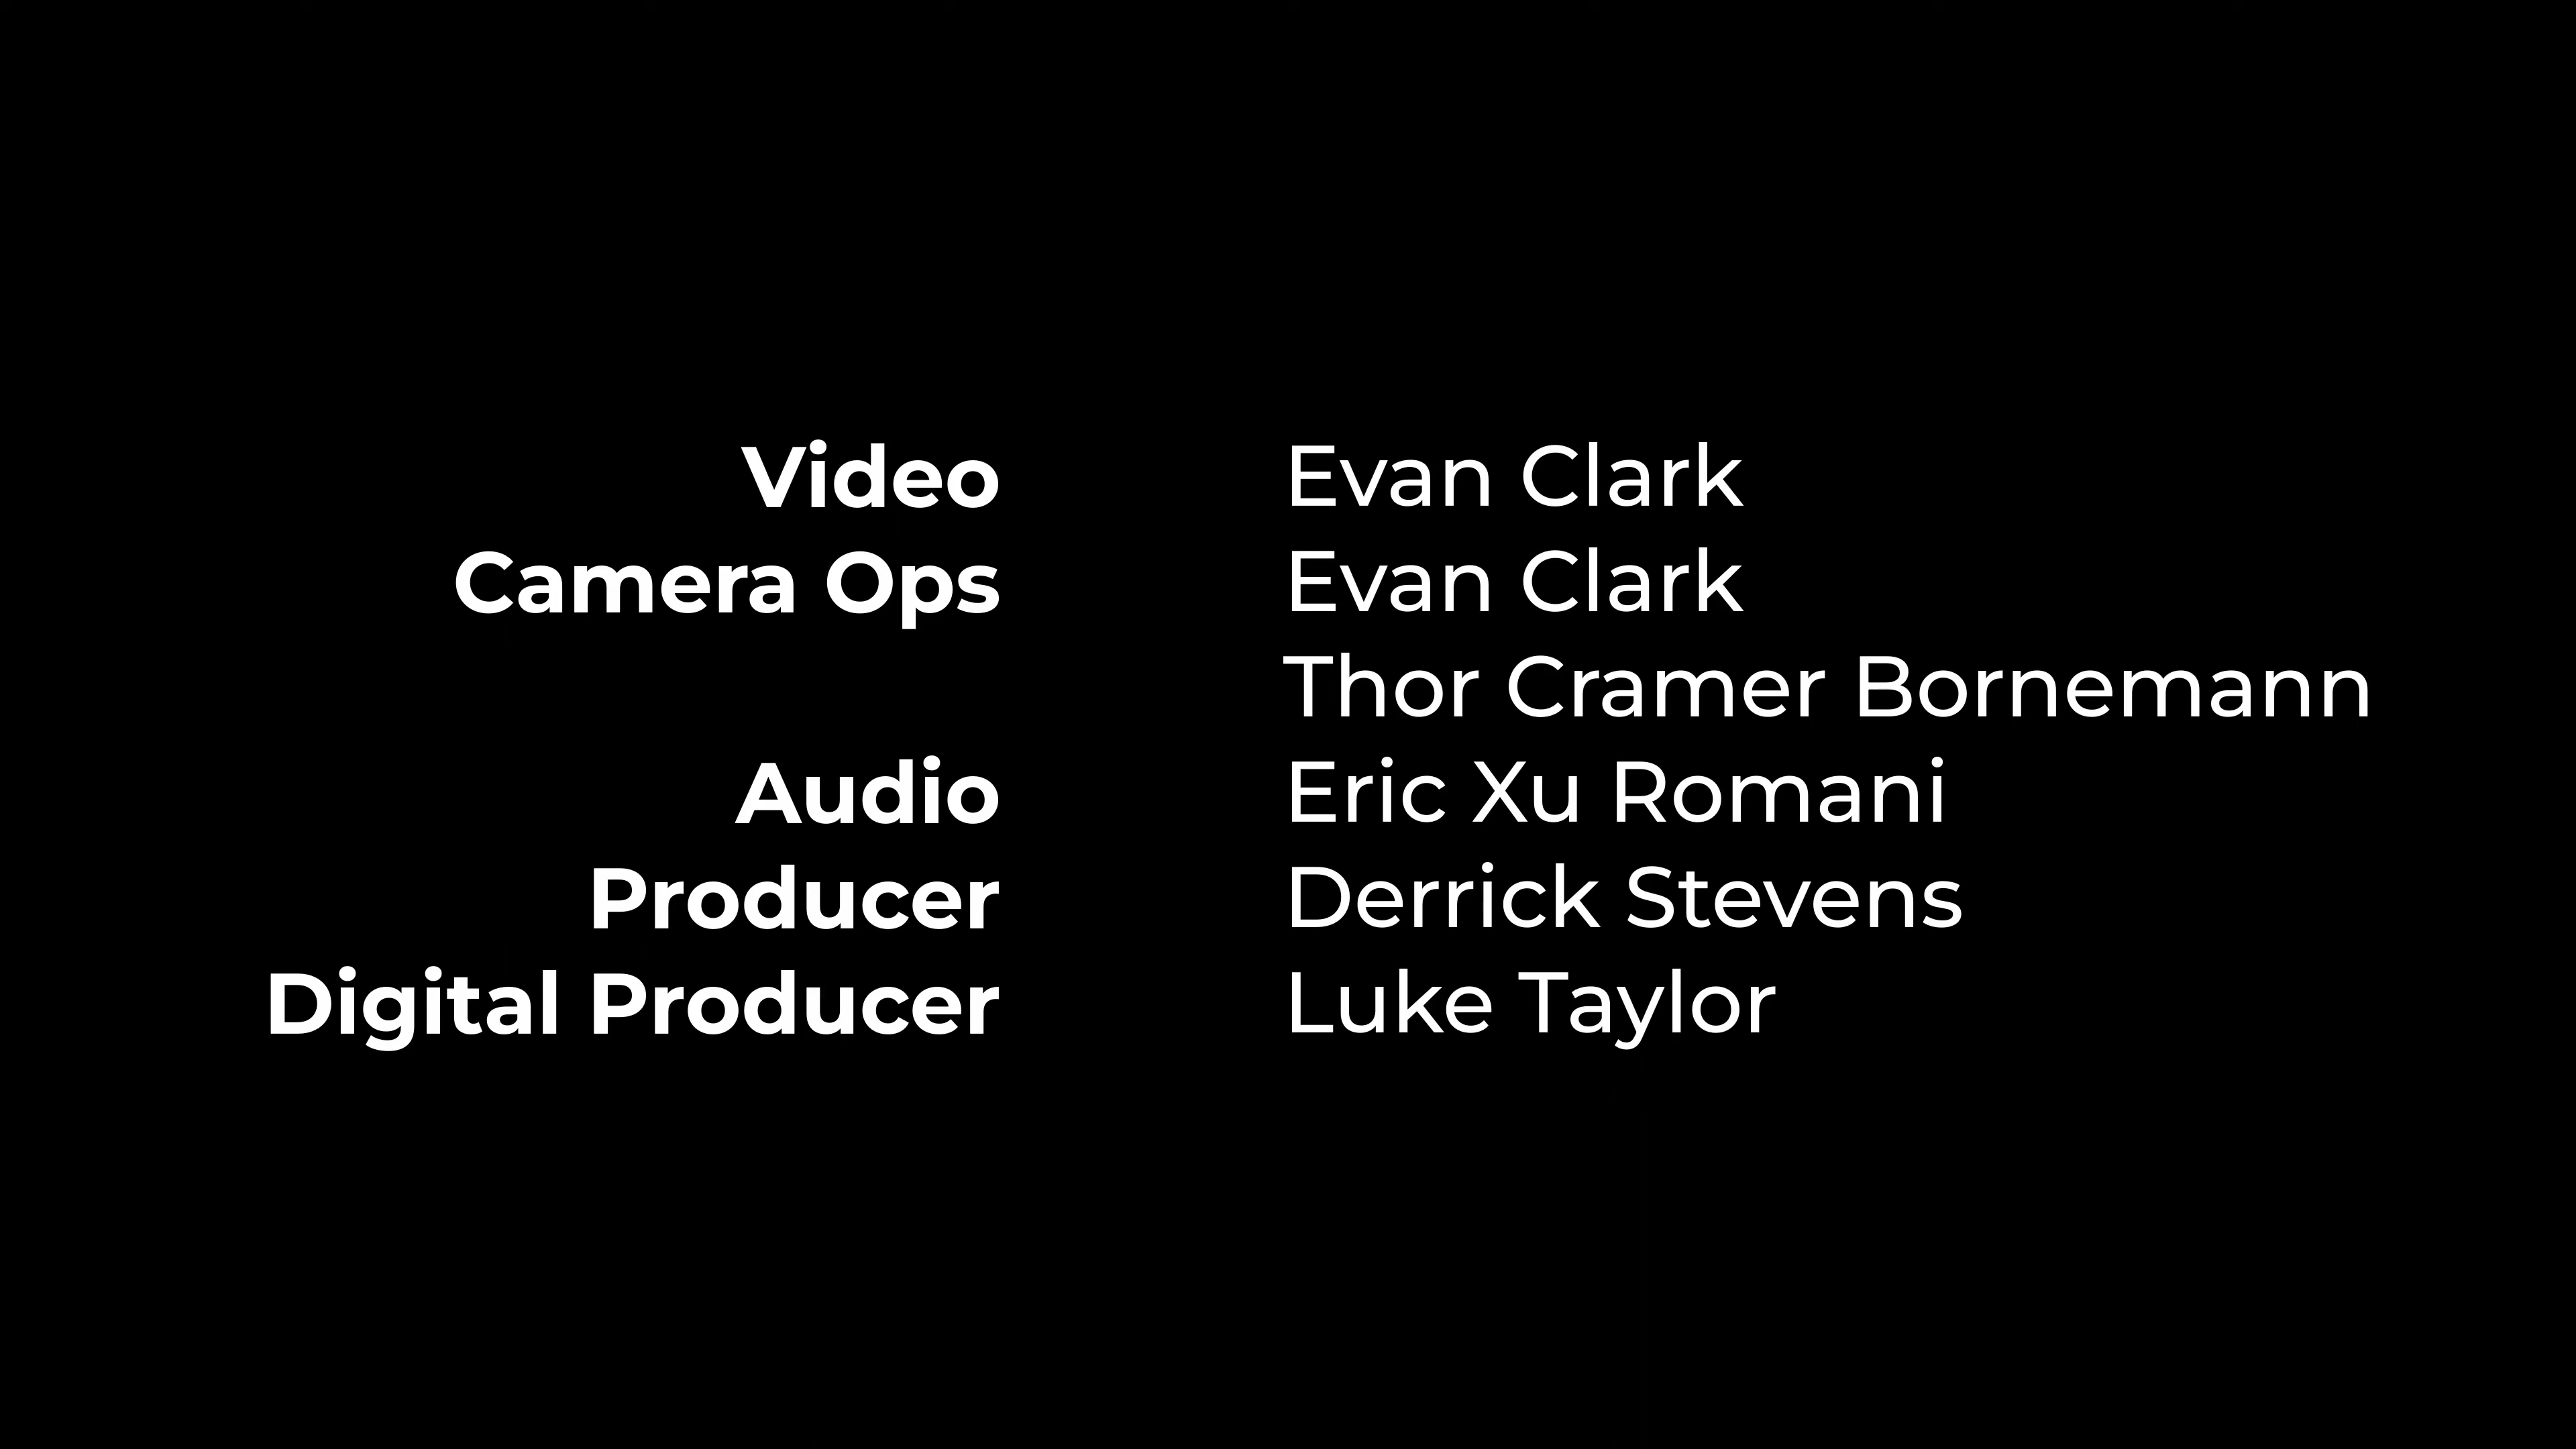 Video Evan Clark
Camera Ops Evan Clark
Thor Cramer Bornemann
Audio Eric Xu Romani
Producer Derrick Stevens
Digital Producer Luke Taylor